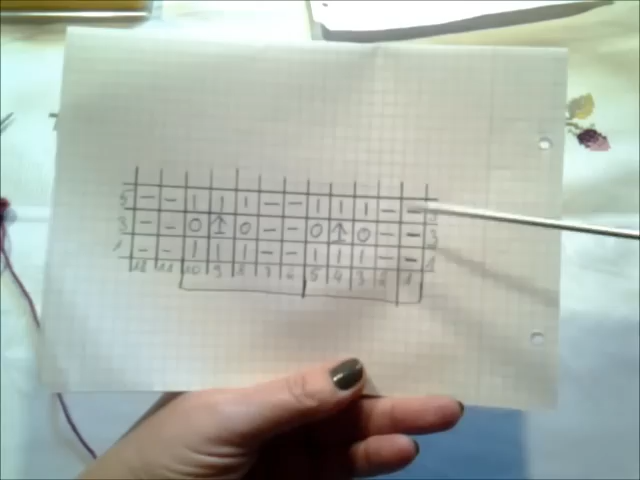 5 - - | | | - - | | | - - 5
3 - - 0 ↑ 0 - - 0 ↑ 0 - - 3
1 - - | | | - - | | | - - 1
12 11 10 9 8 7 6 5 4 3 2 1